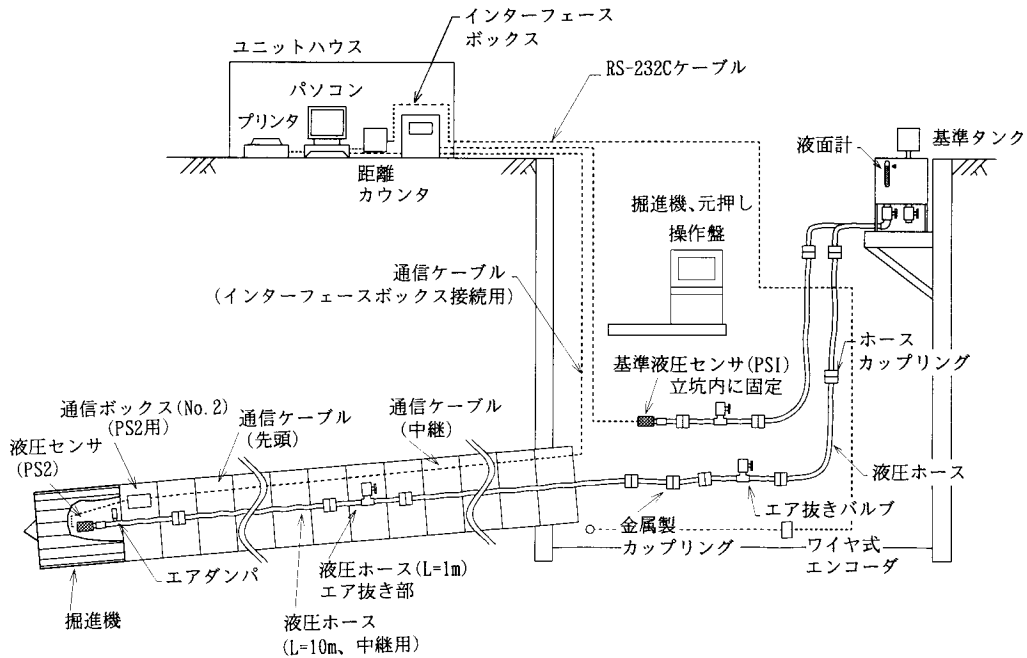 インターフェース
ボックス
ユニットハウス
RS-232Cケーブル
パソコン
プリンタ
基準タンク
液面計
距離
カウンタ
掘進機、元押し
操作盤
通信ケーブル
(インターフェースボックス接続用)
ホース
カップリング
基準液圧センサ(PSI)
立坑内に固定
通信ボックス(No.2)
(PS2用)
通信ケーブル
(先頭)
通信ケーブル
(中継)
液圧センサ
(PS2)
液圧ホース
エア抜きバルブ
金属製
カップリング
ワイヤ式
エンコーダ
エアダンパ
液圧ホース(L=1m)
エア抜き部
掘進機
液圧ホース
(L=10m、中継用)